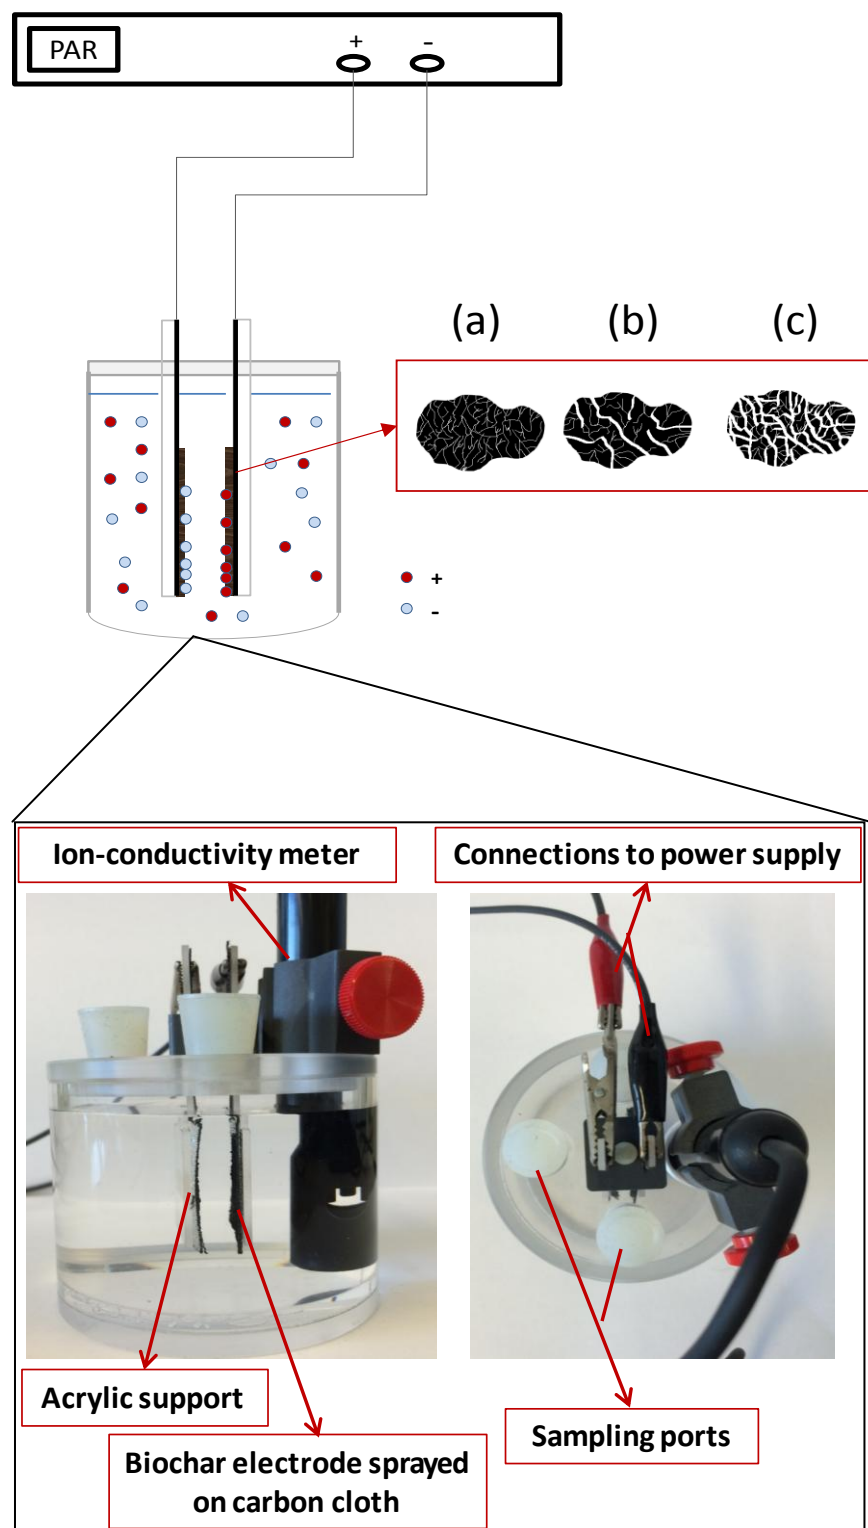 PAR
+ -
(a) (b) (c)
+
-
Ion-conductivity meter
Connections to power supply
Acrylic support
Biochar electrode sprayed
on carbon cloth
Sampling ports